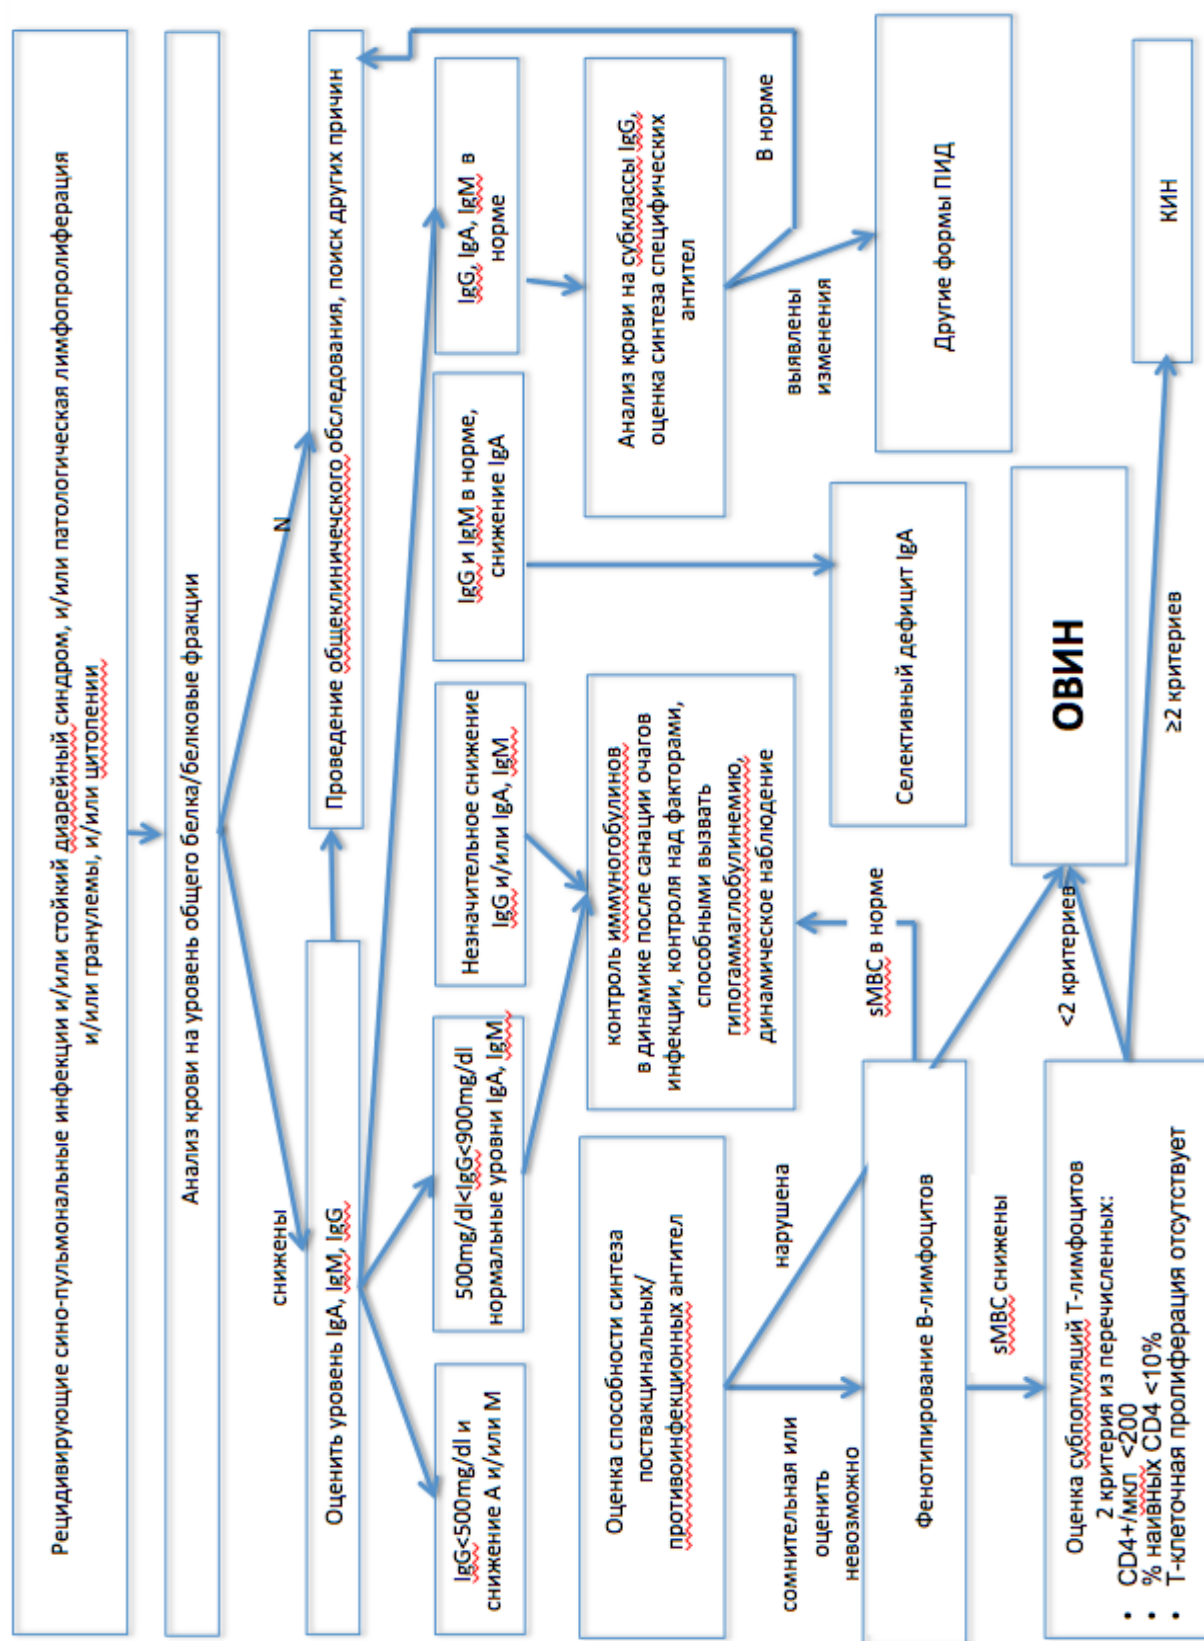 Рецидивирующие сино-пульмональные инфекции и/или стойкий диарейный синдром, и/или патологическая лимфопролиферация
и/или гранулемы, и/или цитопении
Анализ крови на уровень общего белка/белковые фракции
снижены
N
Оценить уровень IgA, IgM, IgG
Проведение общеклиничечского обследования, поиск других причин
IgG<500mg/dl и
снижение А и/или М
500mg/dl<IgG<900mg/dl
нормальные уровни IgA, IgM
Незначительное снижение
IgG и/или IgA, IgM
IgG и IgM в норме,
снижение IgA
IgG, IgA, IgM в
норме
Оценка способности синтеза
поствакцинальных/
противоинфекционных антител
контроль иммуногобулинов
в динамике после санации очагов
инфекции, контроль над факторами,
способными вызвать
гипогаммаглобулинемию,
динамическое наблюдение
Анализ крови на субклассы IgG,
оценка синтеза специфических
антител
сомнительная или
оценить
невозможно
нарушена
sMBC в норме
выявлены
изменения
В норме
Фенотипирование В-лимфоцитов
Селективный дефицит IgA
Другие формы ПИД
sMBC снижены
ОВИН
Оценка субпопуляций Т-лимфоцитов
2 критерия из перечисленных:
• CD4+/мкл <200
• % наивных CD4 <10%
• Т-клеточная пролиферация отсутствует
<2 критериев
≥2 критериев
КИН